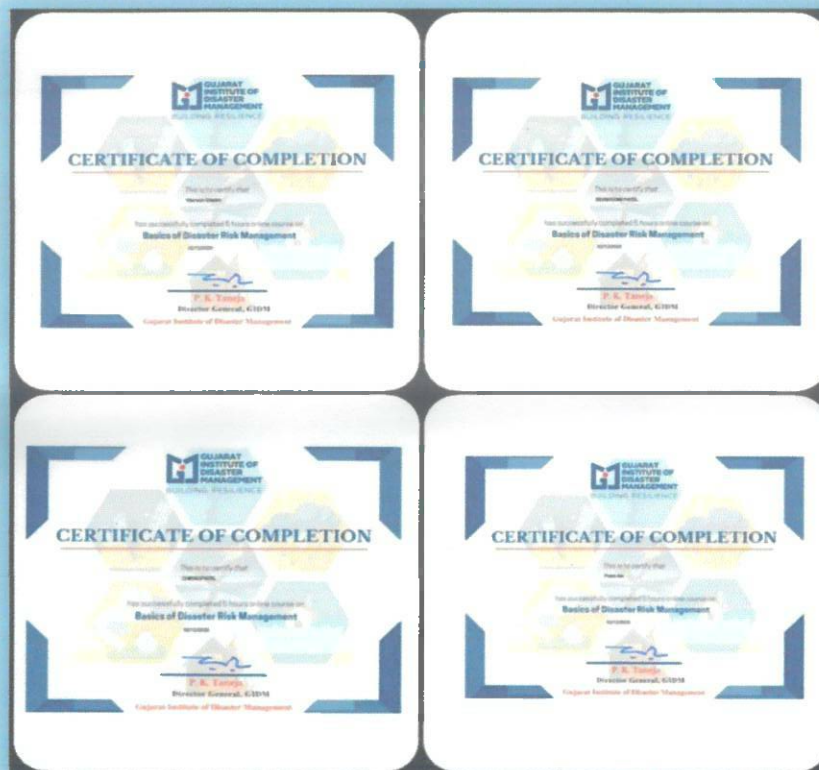 GUJARAT
INSTITUTE OF
DISASTER
MANAGEMENT
BUILDING RESILIENCE
CERTIFICATE OF COMPLETION
This is to certify that
has successfully completed 5 hours online course on
Basics of Disaster Risk Management
P. K. Taneja
Director General, GIDM
Gujarat Institute of Disaster Management
GUJARAT
INSTITUTE OF
DISASTER
MANAGEMENT
BUILDING RESILIENCE
CERTIFICATE OF COMPLETION
This is to certify that
has successfully completed 5 hours online course on
Basics of Disaster Risk Management
P. K. Taneja
Director General, GIDM
Gujarat Institute of Disaster Management
GUJARAT
INSTITUTE OF
DISASTER
MANAGEMENT
BUILDING RESILIENCE
CERTIFICATE OF COMPLETION
This is to certify that
has successfully completed 5 hours online course on
Basics of Disaster Risk Management
P. K. Taneja
Director General, GIDM
Gujarat Institute of Disaster Management
GUJARAT
INSTITUTE OF
DISASTER
MANAGEMENT
BUILDING RESILIENCE
CERTIFICATE OF COMPLETION
This is to certify that
has successfully completed 5 hours online course on
Basics of Disaster Risk Management
P. K. Taneja
Director General, GIDM
Gujarat Institute of Disaster Management